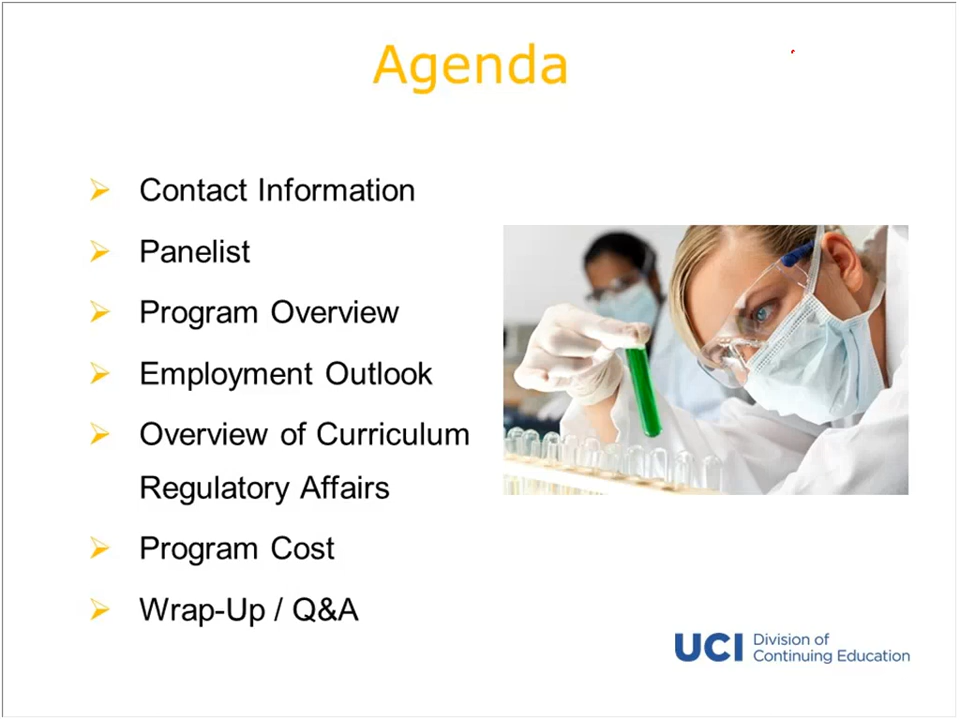 Agenda
Contact Information
Panelist
Program Overview
Employment Outlook
Overview of Curriculum
Regulatory Affairs
Program Cost
Wrap-Up / Q&A
UCI Division of
Continuing Education